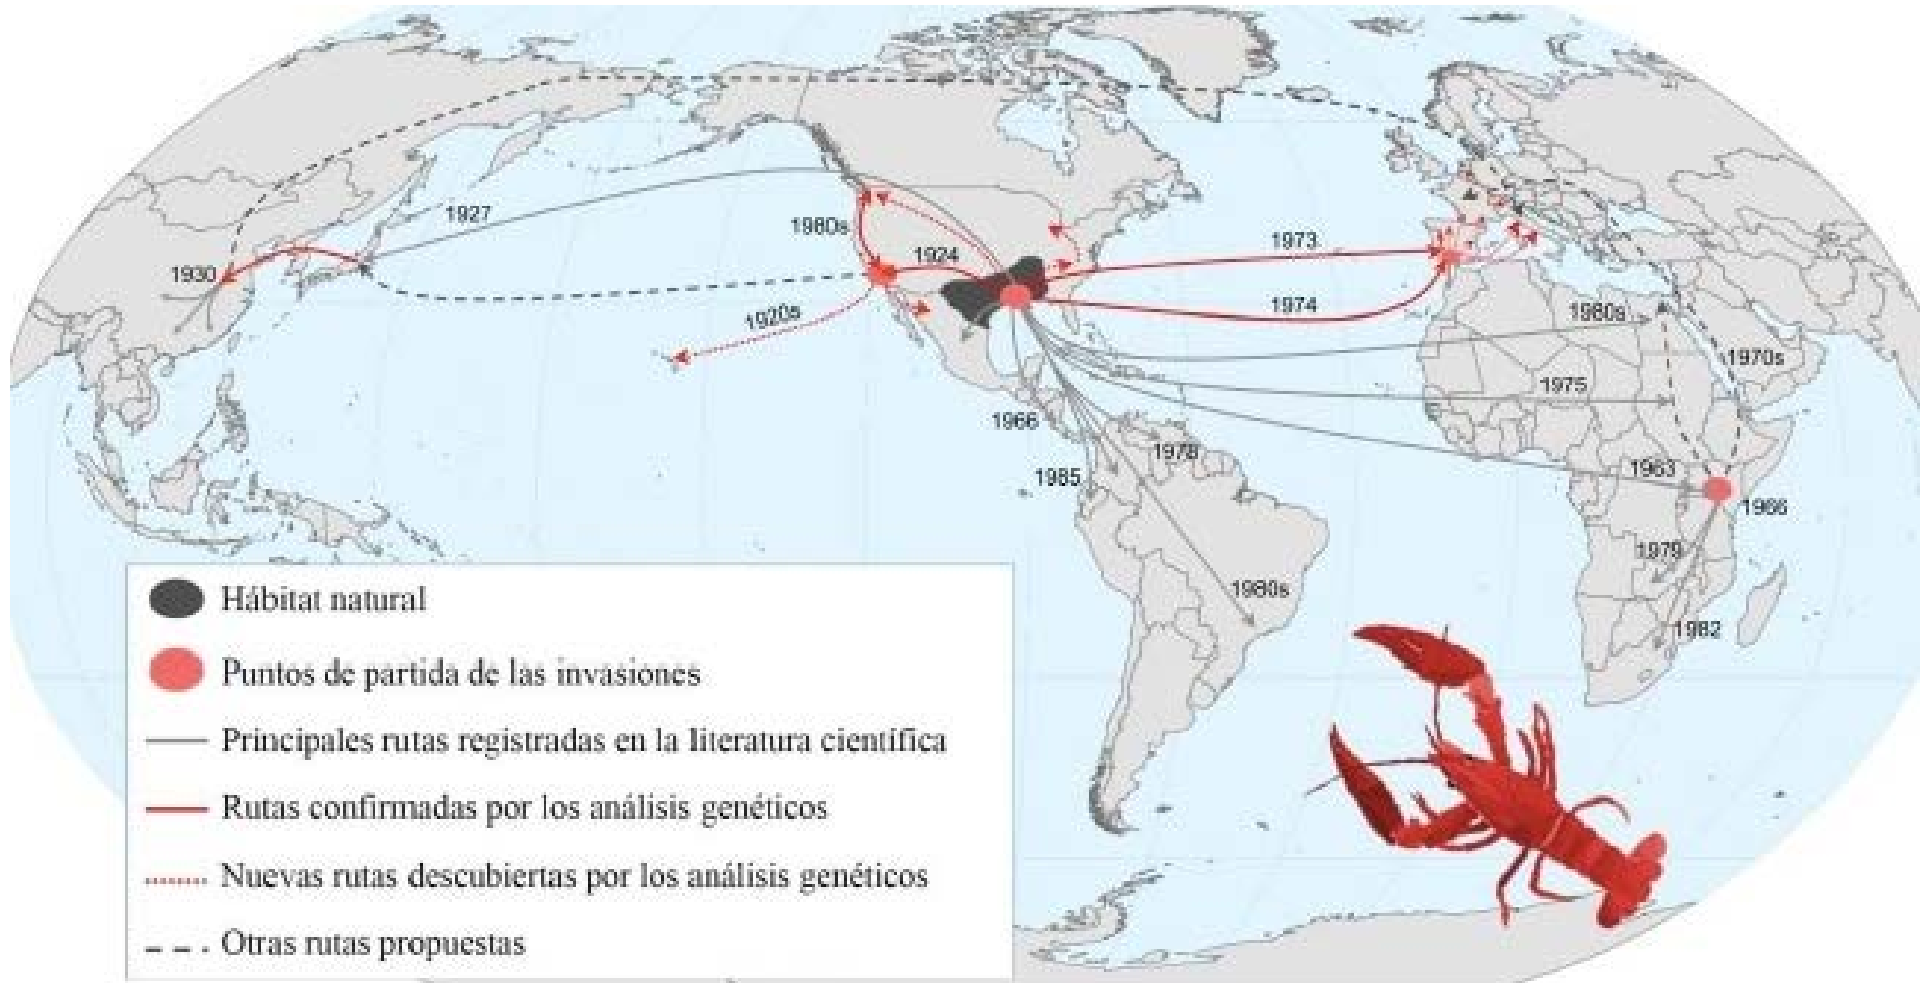 1927
1980s
1924
1973
1930
1974
1920s
1980s
1970s
1975
1966
1978
1963
1985
1966
1979
1980s
1982
Hábitat natural
Puntos de partida de las invasiones
Principales rutas registradas en la literatura científica
Rutas confirmadas por los análisis genéticos
Nuevas rutas descubiertas por los análisis genéticos
Otras rutas propuestas